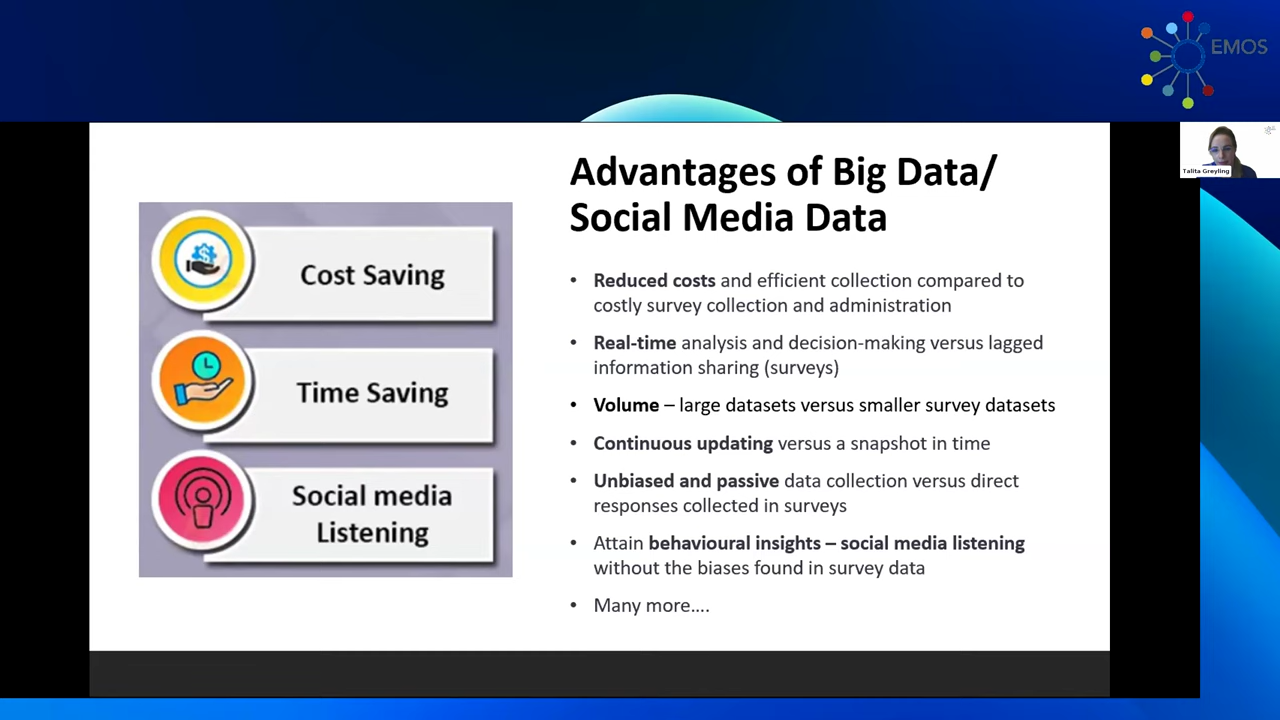 EMOS
Talita Greyling
Advantages of Big Data/
Social Media Data
Cost Saving
Time Saving
Social media
Listening
• Reduced costs and efficient collection compared to
costly survey collection and administration
• Real-time analysis and decision-making versus lagged
information sharing (surveys)
• Volume – large datasets versus smaller survey datasets
• Continuous updating versus a snapshot in time
• Unbiased and passive data collection versus direct
responses collected in surveys
• Attain behavioural insights – social media listening
without the biases found in survey data
• Many more....